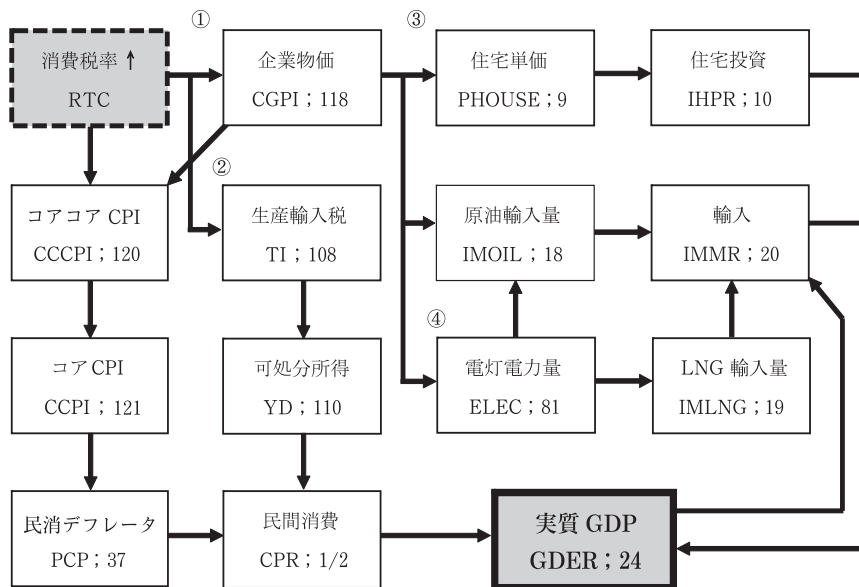 ①
③
消費税率↑
RTC
企業物価
CGPI；118
住宅単価
PHOUSE；9
住宅投資
IHPR；10
②
コアコア CPI
CCCPI；120
生産輸入税
TI；108
原油輸入量
IMOIL；18
輸入
IMMR；20
④
コア CPI
CCPI；121
可処分所得
YD；110
電灯電力量
ELEC；81
LNG 輸入量
IMLNG；19
民消デフレータ
PCP；37
民間消費
CPR；1/2
実質 GDP
GDER；24